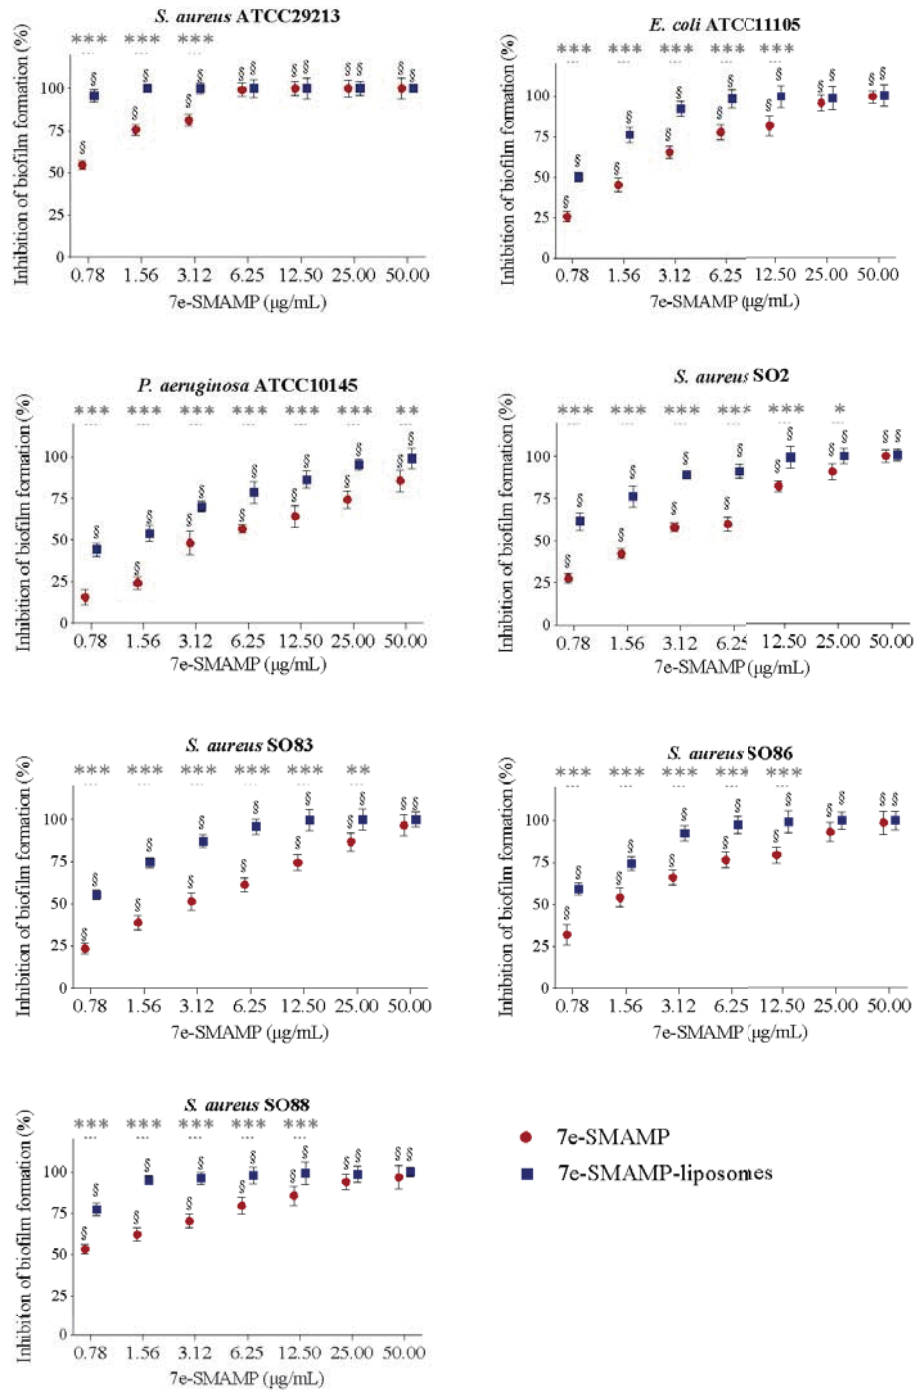 S. aureus ATCC29213
*** *** ***
Inhibition of biofilm formation (%)
100
75
50
25
0
§ § § § § § § § § § § § § §
0.78 1.56 3.12 6.25 12.50 25.00 50.00
7e-SMAMP (µg/mL)
E. coli ATCC11105
*** *** *** *** ***
Inhibition of biofilm formation (%)
100
75
50
25
0
§ § § § § § § § § § § § § §
0.78 1.56 3.12 6.25 12.50 25.00 50.00
7e-SMAMP (µg/mL)
P. aeruginosa ATCC10145
*** *** *** *** *** *** **
Inhibition of biofilm formation (%)
100
75
50
25
0
§ § § § § § § § § § § § §
0.78 1.56 3.12 6.25 12.50 25.00 50.00
7e-SMAMP (µg/mL)
S. aureus SO2
*** *** *** *** *** *
Inhibition of biofilm formation (%)
100
75
50
25
0
§ § § § § § § § § § § § § §
0.78 1.56 3.12 6.25 12.50 25.00 50.00
7e-SMAMP (µg/mL)
S. aureus SO83
*** *** *** *** *** **
Inhibition of biofilm formation (%)
100
75
50
25
0
§ § § § § § § § § § § § § §
0.78 1.56 3.12 6.25 12.50 25.00 50.00
7e-SMAMP (µg/mL)
S. aureus SO86
*** *** *** *** ***
Inhibition of biofilm formation (%)
100
75
50
25
0
§ § § § § § § § § § § § § §
0.78 1.56 3.12 6.25 12.50 25.00 50.00
7e-SMAMP (µg/mL)
S. aureus SO88
*** *** *** *** ***
Inhibition of biofilm formation (%)
100
75
50
25
0
§ § § § § § § § § § § § § §
0.78 1.56 3.12 6.25 12.50 25.00 50.00
7e-SMAMP (µg/mL)
7e-SMAMP
7e-SMAMP-liposomes